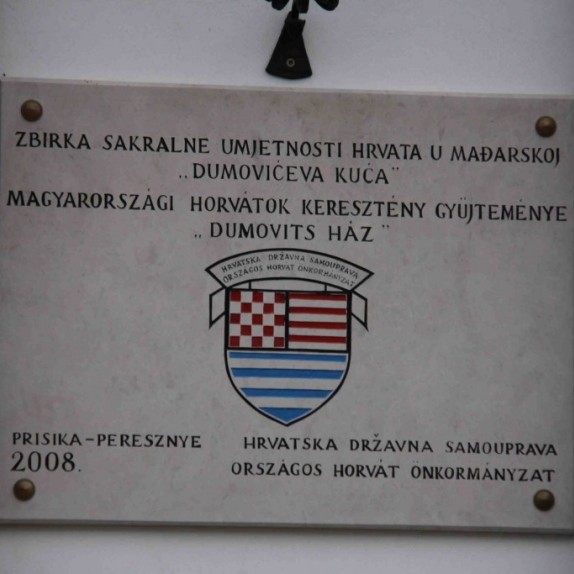 ZBIRKA SAKRALNE UMJETNOSTI HRVATA U MAĐARSKOJ
„DUMOVIĆEVA KUĆA"
MAGYARORSZÁGI HORVÁTOK KERESZTÉNY GYŰJTEMÉNYE
„DUMOVITS HÁZ"
HRVATSKA DRŽAVNA SAMOUPRAVA
ORSZÁGOS HORVÁT ÖNKORMÁNYZAT
PRISIKA-PERESZNYE
2008.
HRVATSKA DRŽAVNA SAMOUPRAVA
ORSZÁGOS HORVÁT ÖNKORMÁNYZAT